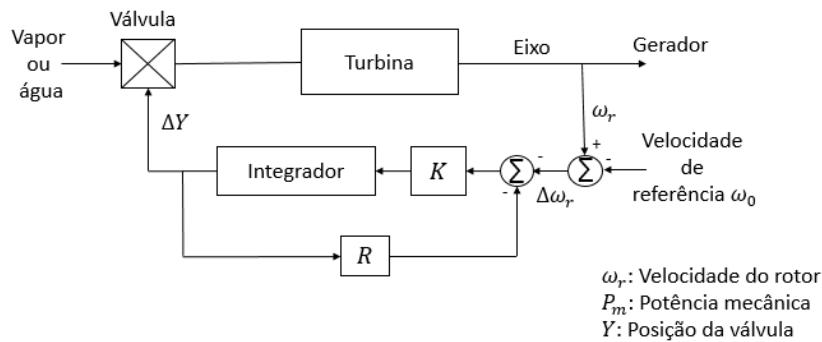 Válvula
Vapor
ou
água
Turbina
Eixo
Gerador
ΔY
ω_r
Integrador
K
Σ
-
-
Δω_r
Σ
+
-
Velocidade
de
referência ω_0
R
ω_r: Velocidade do rotor
P_m: Potência mecânica
Y: Posição da válvula